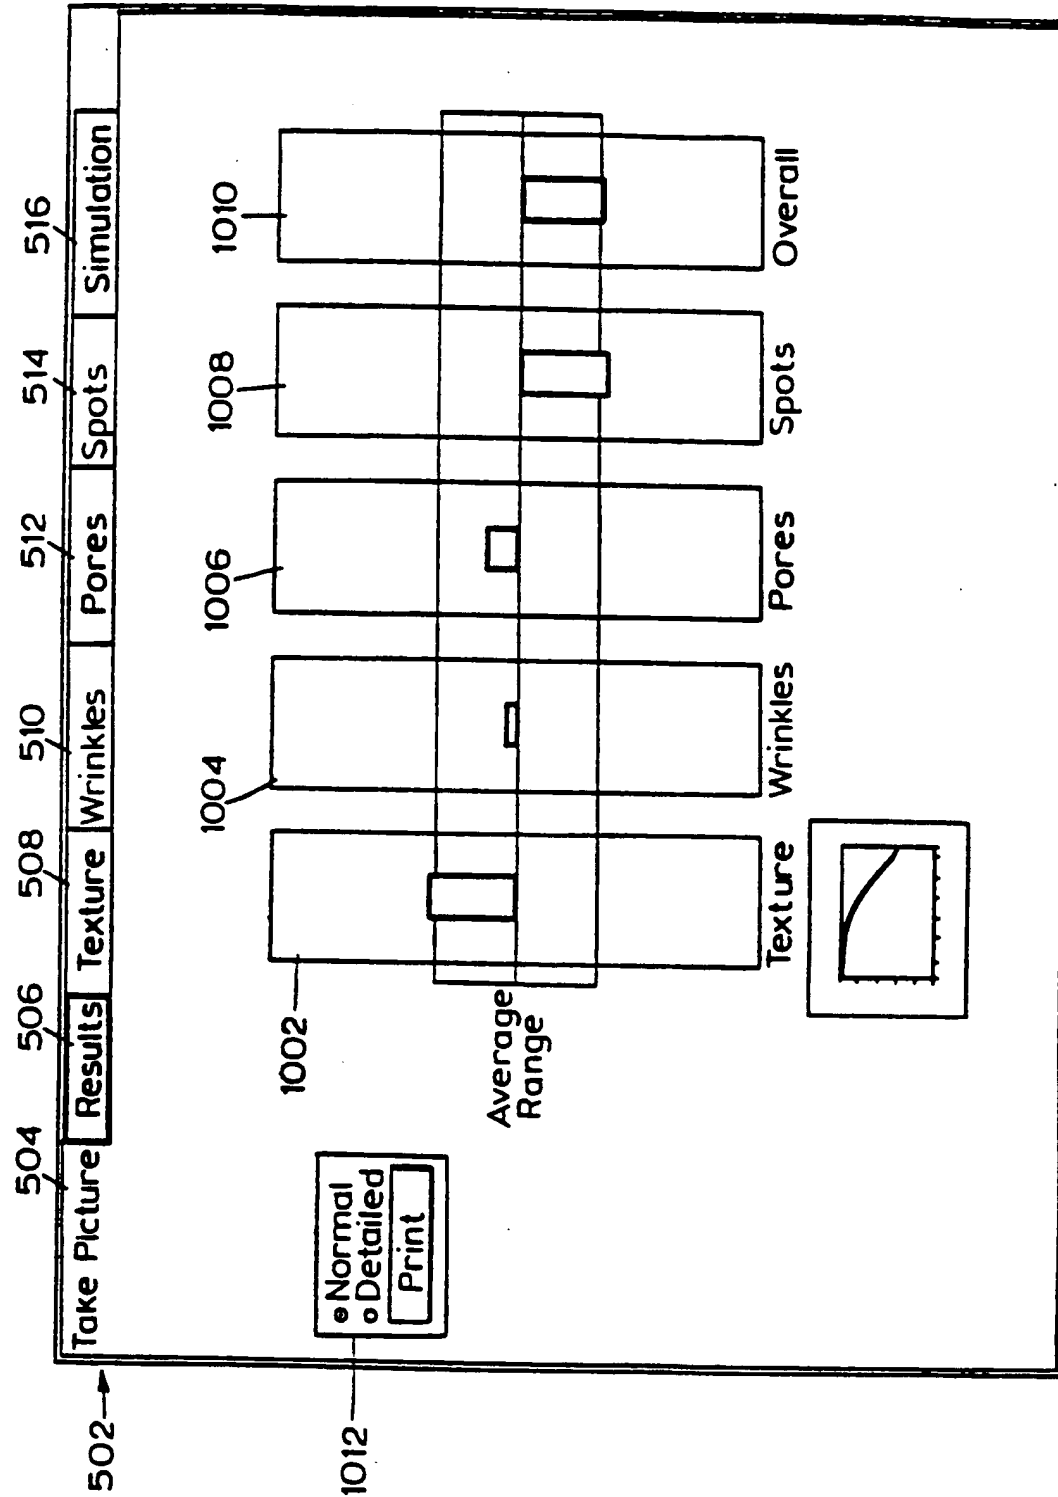 504 506 508 510 512 514 516
502
Take Picture Results Texture Wrinkles Pores Spots Simulation
1002 1004 1006 1008 1010
1012
Normal
Detailed
Print
Average
Range
Texture Wrinkles Pores Spots Overall